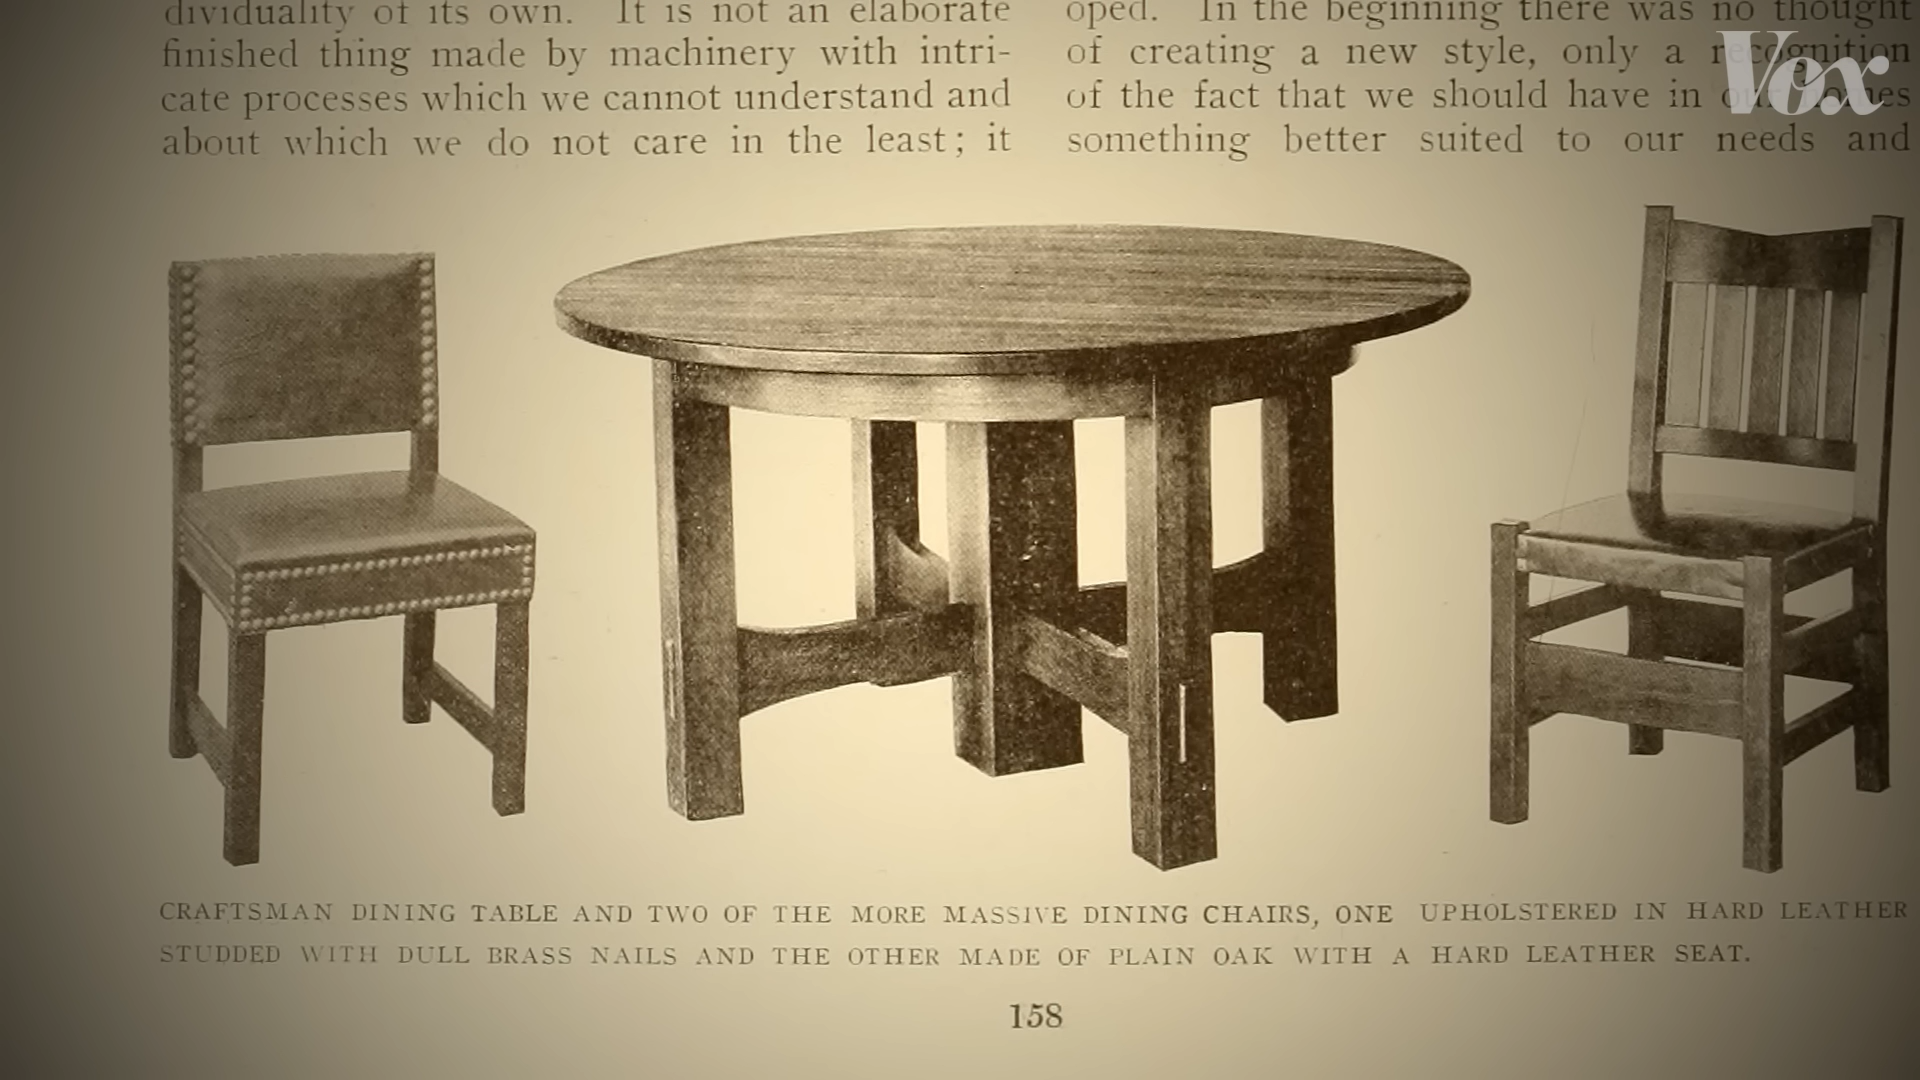 dividuality of its own. It is not an elaborate
finished thing made by machinery with intri-
cate processes which we cannot understand and
about which we do not care in the least; it
oped. In the beginning there was no thought
of creating a new style, only a recognition
of the fact that we should have in our homes
something better suited to our needs and
Vox
CRAFTSMAN DINING TABLE AND TWO OF THE MORE MASSIVE DINING CHAIRS, ONE UPHOLSTERED IN HARD LEATHER
STUDDED WITH DULL BRASS NAILS AND THE OTHER MADE OF PLAIN OAK WITH A HARD LEATHER SEAT.
158